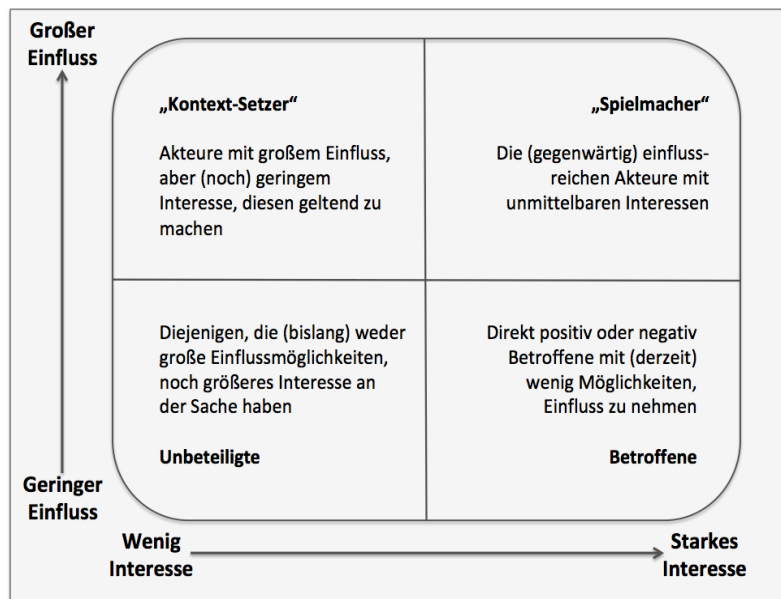 Großer
Einfluss
„Kontext-Setzer“
Akteure mit großem Einfluss,
aber (noch) geringem
Interesse, diesen geltend zu
machen
„Spielmacher“
Die (gegenwärtig) einfluss-
reichen Akteure mit
unmittelbaren Interessen
Diejenigen, die (bislang) weder
große Einflussmöglichkeiten,
noch größeres Interesse an
der Sache haben
Unbeteiligte
Direkt positiv oder negativ
Betroffene mit (derzeit)
wenig Möglichkeiten,
Einfluss zu nehmen
Betroffene
Geringer
Einfluss
Wenig
Interesse
Starkes
Interesse